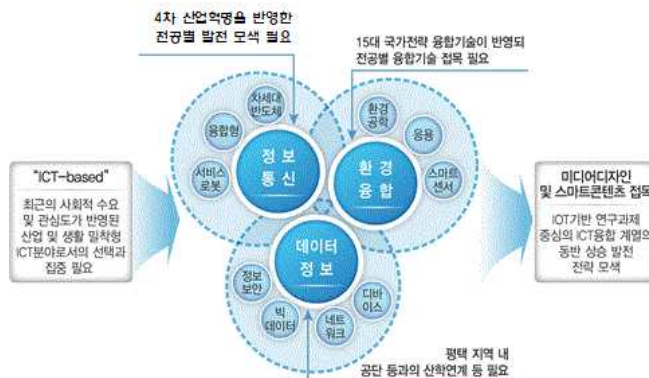 4차 산업혁명을 반영한
전공별 발전 모색 필요
15대 국가전략 융합기술이 반영되
전공별 융합기술 접목 필요
차세대
반도체
융합형
서비스
로봇
정보
통신
환경
공학
응용
스마트
센서
환경
융합
"ICT-based"
최근의 사회적 수요
및 관심도가 반영된
산업 및 생활 밀착형
ICT분야로서의 선택과
집중 필요
데이터
정보
정보
보안
빅
데이터
네트
워크
디바
이스
미디어디자인
및 스마트콘텐츠 접목
IOT기반 연구과제
중심의 ICT융합 계열의
동반 상승 발전
전략 모색
평택 지역 내
공단 등과의 산학연계 등 필요